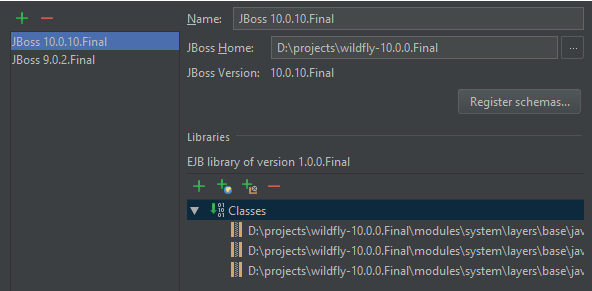 JBoss 10.0.10.Final
JBoss 9.0.2.Final
Name: JBoss 10.0.10.Final
JBoss Home: D:\projects\wildfly-10.0.0.Final ...
JBoss Version: 10.0.10.Final
Register schemas...
Libraries
EJB library of version 1.0.0.Final
Classes
D:\projects\wildfly-10.0.0.Final\modules\system\layers\base\jav
D:\projects\wildfly-10.0.0.Final\modules\system\layers\base\jav
D:\projects\wildfly-10.0.0.Final\modules\system\layers\base\jav